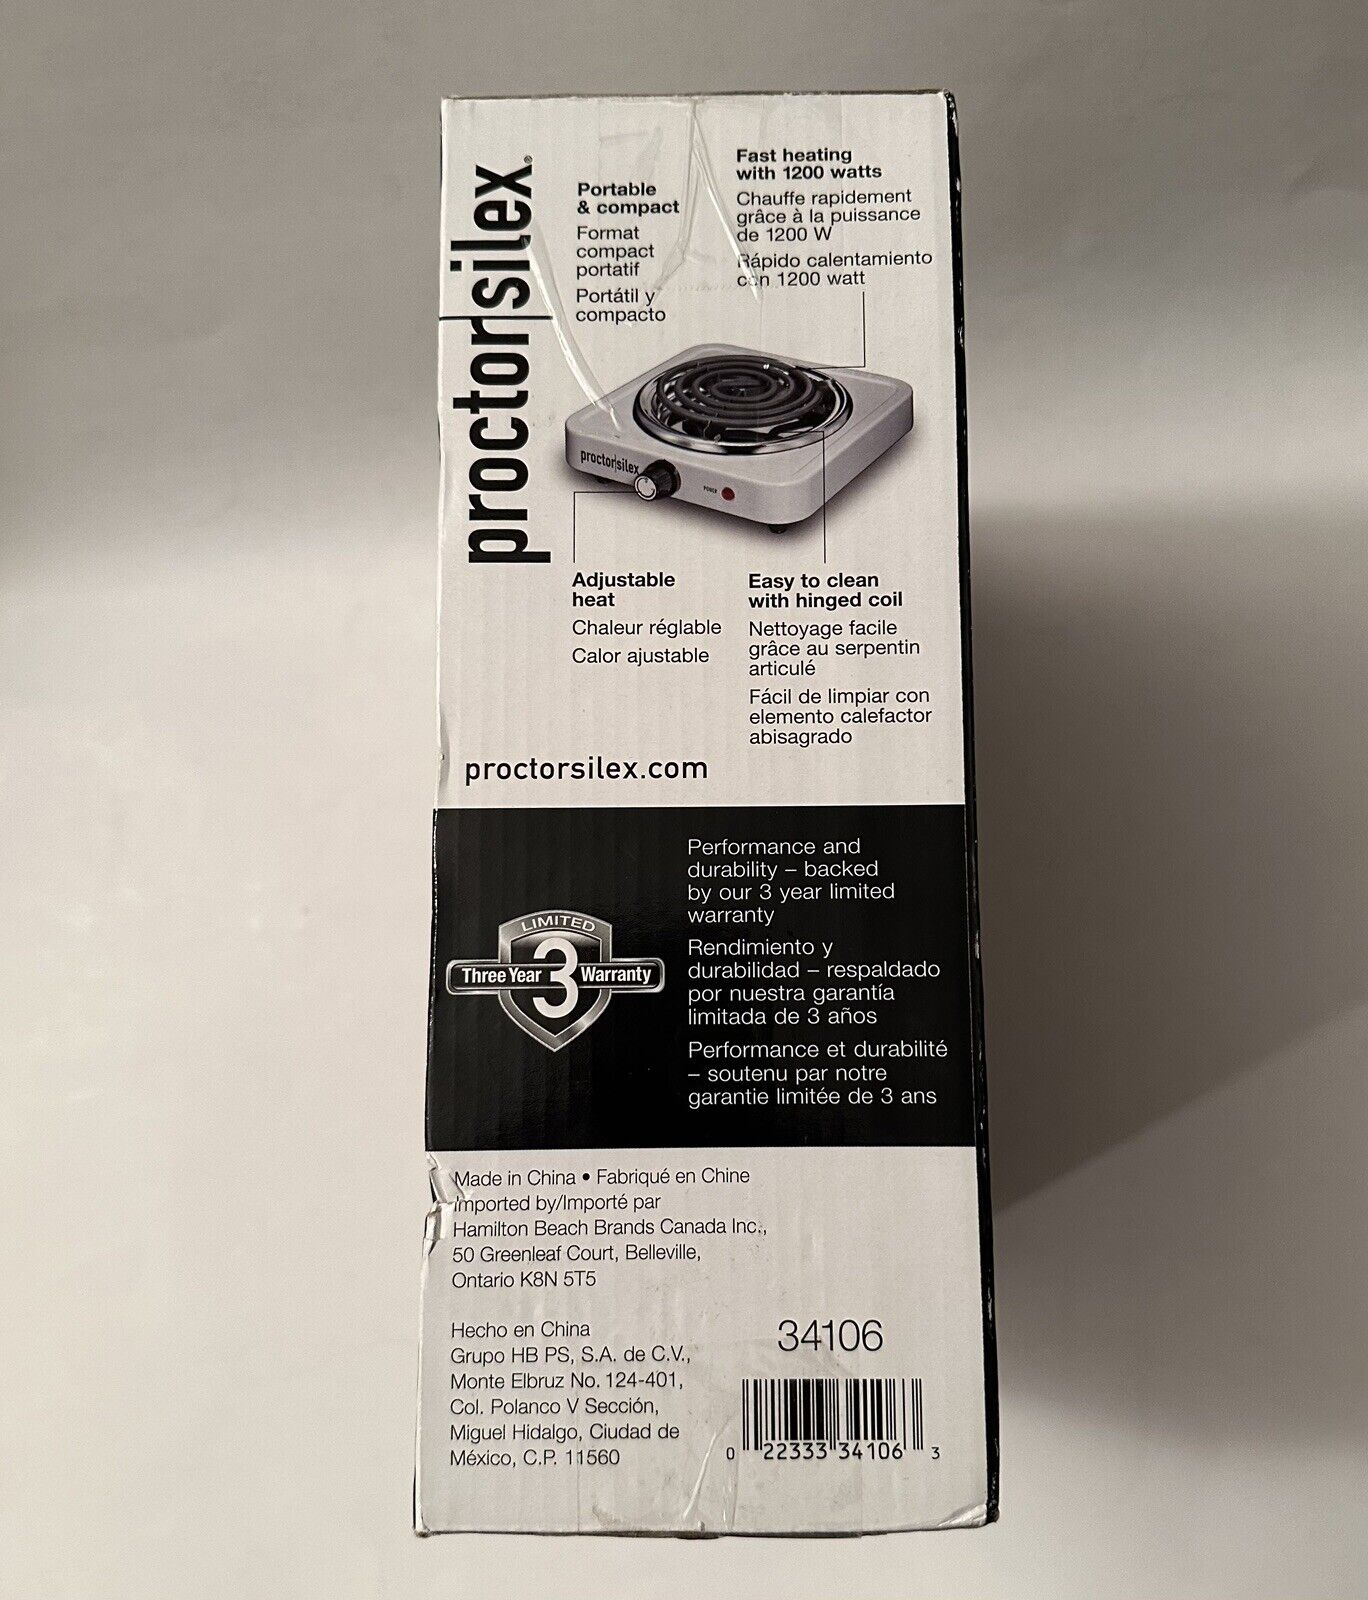 proctor|silex®
Portable
& compact
Format
compact
portatif
Portátil y
compacto
Fast heating
with 1200 watts
Chauffe rapidement
grâce à la puissance
de 1200 W
Rápido calentamiento
con 1200 watt
proctor|silex
POWER
Adjustable
heat
Chaleur réglable
Calor ajustable
Easy to clean
with hinged coil
Nettoyage facile
grâce au serpentin
articulé
Fácil de limpiar con
elemento calefactor
abisagrado
proctorsilex.com
LIMITED
Three Year 3 Warranty
Performance and
durability – backed
by our 3 year limited
warranty
Rendimiento y
durabilidad – respaldado
por nuestra garantía
limitada de 3 años
Performance et durabilité
– soutenu par notre
garantie limitée de 3 ans
Made in China • Fabriqué en Chine
Imported by/Importé par
Hamilton Beach Brands Canada Inc.,
50 Greenleaf Court, Belleville,
Ontario K8N 5T5
Hecho en China
Grupo HB PS, S.A. de C.V.,
Monte Elbruz No. 124-401,
Col. Polanco V Sección,
Miguel Hidalgo, Ciudad de
México, C.P. 11560
34106
0 22333 34106 3